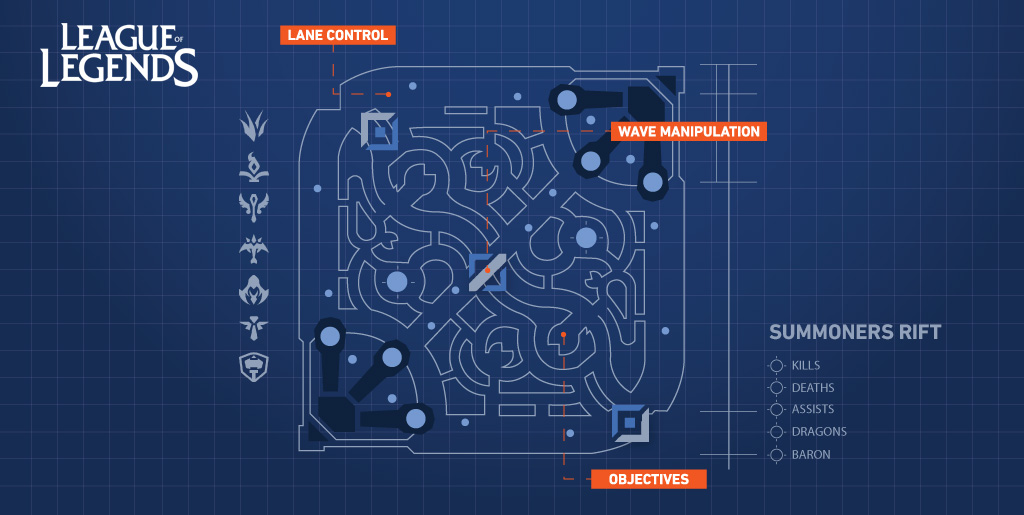 LEAGUE OF
LEGENDS
LANE CONTROL
WAVE MANIPULATION
SUMMONERS RIFT
KILLS
DEATHS
ASSISTS
DRAGONS
BARON
OBJECTIVES